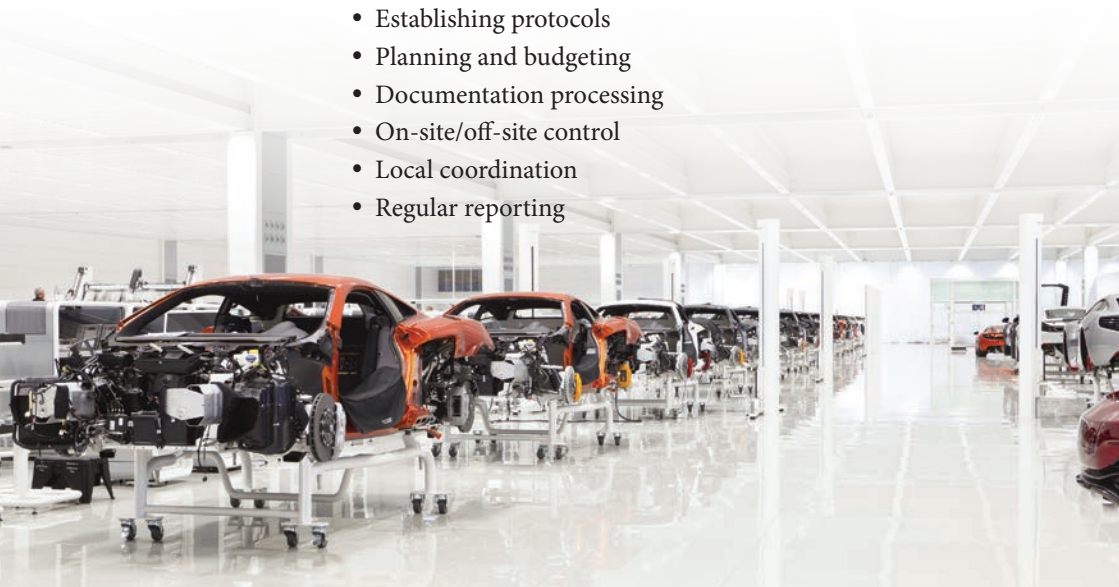 • Establishing protocols
• Planning and budgeting
• Documentation processing
• On-site/off-site control
• Local coordination
• Regular reporting